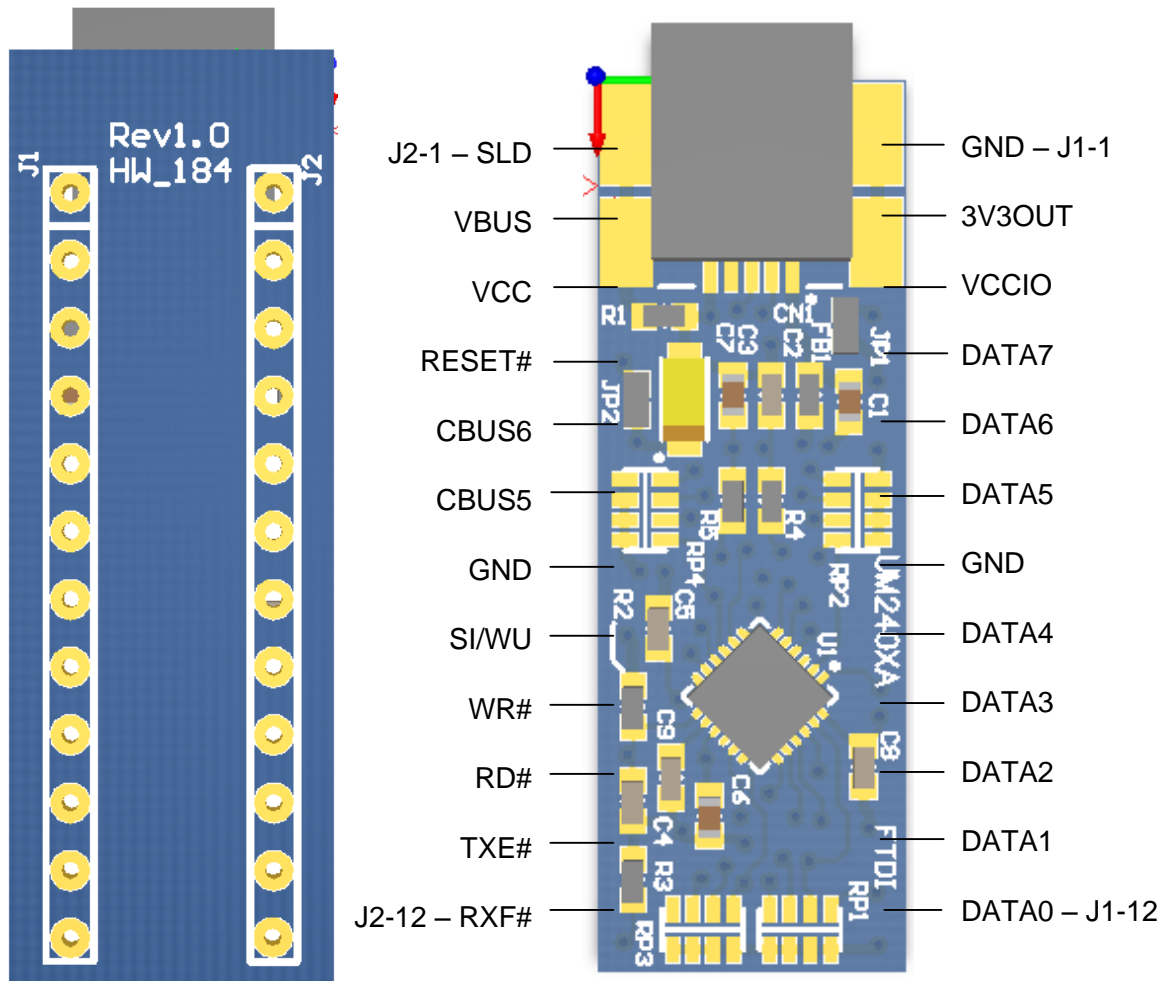 Rev1.0
HW_184
J1
J2
J2-1 – SLD
VBUS
VCC
RESET#
CBUS6
CBUS5
GND
SI/WU
WR#
RD#
TXE#
J2-12 – RXF#
R1
CN1
FB1
JP1
C7
C3
C2
C1
JP2
R5
R4
RP4
RP2
UM240XA
R2
C5
U1
C9
C6
C8
C4
R3
FTDI
RP3
RP1
GND – J1-1
3V3OUT
VCCIO
DATA7
DATA6
DATA5
GND
DATA4
DATA3
DATA2
DATA1
DATA0 – J1-12